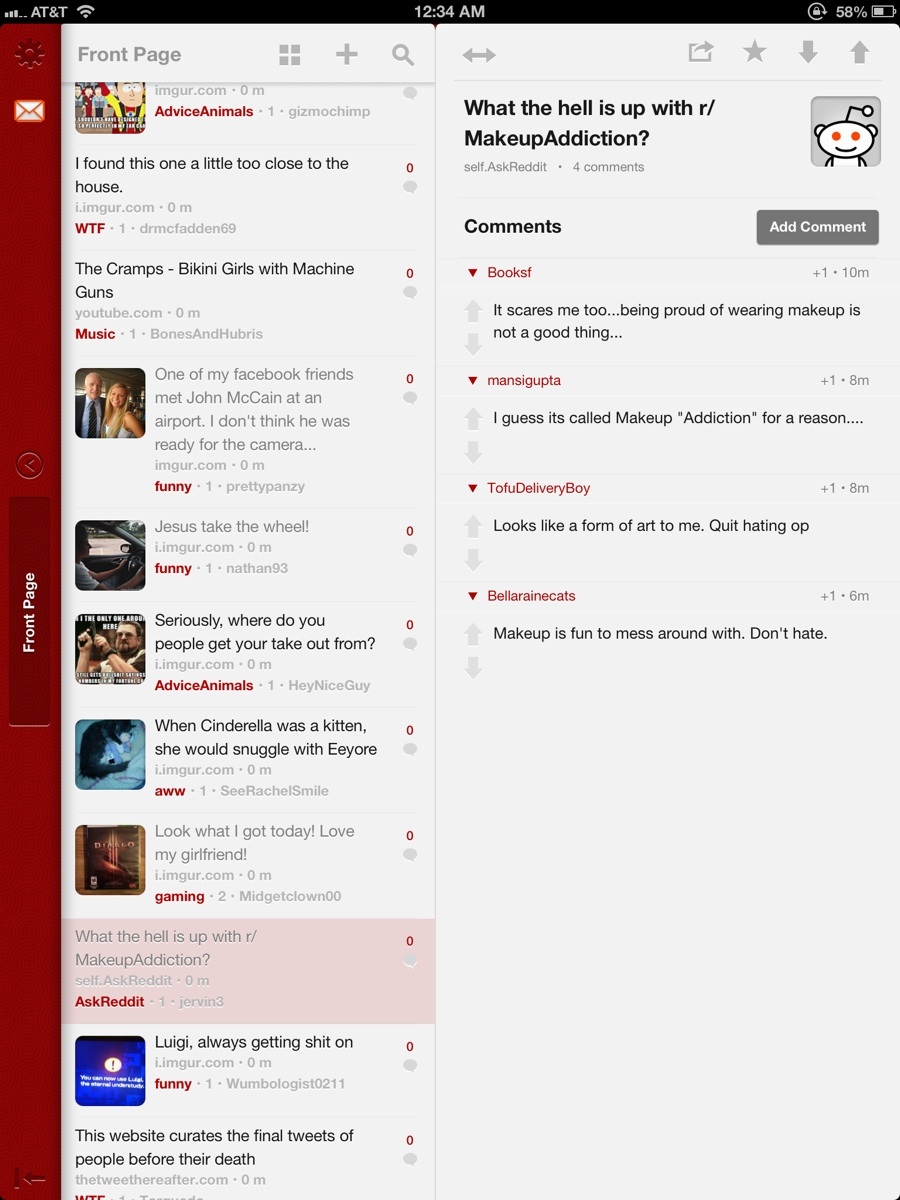 AT&T
12:34 AM
58%
Front Page
imgur.com · 0 m
AdviceAnimals · 1 · gizmochimp
I found this one a little too close to the
house.
i.imgur.com · 0 m
WTF · 1 · drmcfadden69
0
The Cramps - Bikini Girls with Machine
Guns
youtube.com · 0 m
Music · 1 · BonesAndHubris
0
One of my facebook friends
met John McCain at an
airport. I don't think he was
ready for the camera...
imgur.com · 0 m
funny · 1 · prettypanzy
0
Jesus take the wheel!
i.imgur.com · 0 m
funny · 1 · nathan93
0
Seriously, where do you
people get your take out from?
i.imgur.com · 0 m
AdviceAnimals · 1 · HeyNiceGuy
0
When Cinderella was a kitten,
she would snuggle with Eeyore
i.imgur.com · 0 m
aww · 1 · SeeRachelSmile
0
DIABLO
Look what I got today! Love
my girlfriend!
i.imgur.com · 0 m
gaming · 2 · Midgetclown00
0
What the hell is up with r/
MakeupAddiction?
self.AskReddit · 0 m
AskReddit · 1 · jervin3
0
You can now use Luigi,
the eternal understudy.
Luigi, always getting shit on
i.imgur.com · 0 m
funny · 1 · Wumbologist0211
0
This website curates the final tweets of
people before their death
thetweethereafter.com · 0 m
WTF · 1
0
Front Page
What the hell is up with r/
MakeupAddiction?
self.AskReddit • 4 comments
Comments
Add Comment
Booksf
+1 • 10m
It scares me too...being proud of wearing makeup is
not a good thing...
mansigupta
+1 • 8m
I guess its called Makeup "Addiction" for a reason....
TofuDeliveryBoy
+1 • 8m
Looks like a form of art to me. Quit hating op
Bellarainecats
+1 • 6m
Makeup is fun to mess around with. Don't hate.